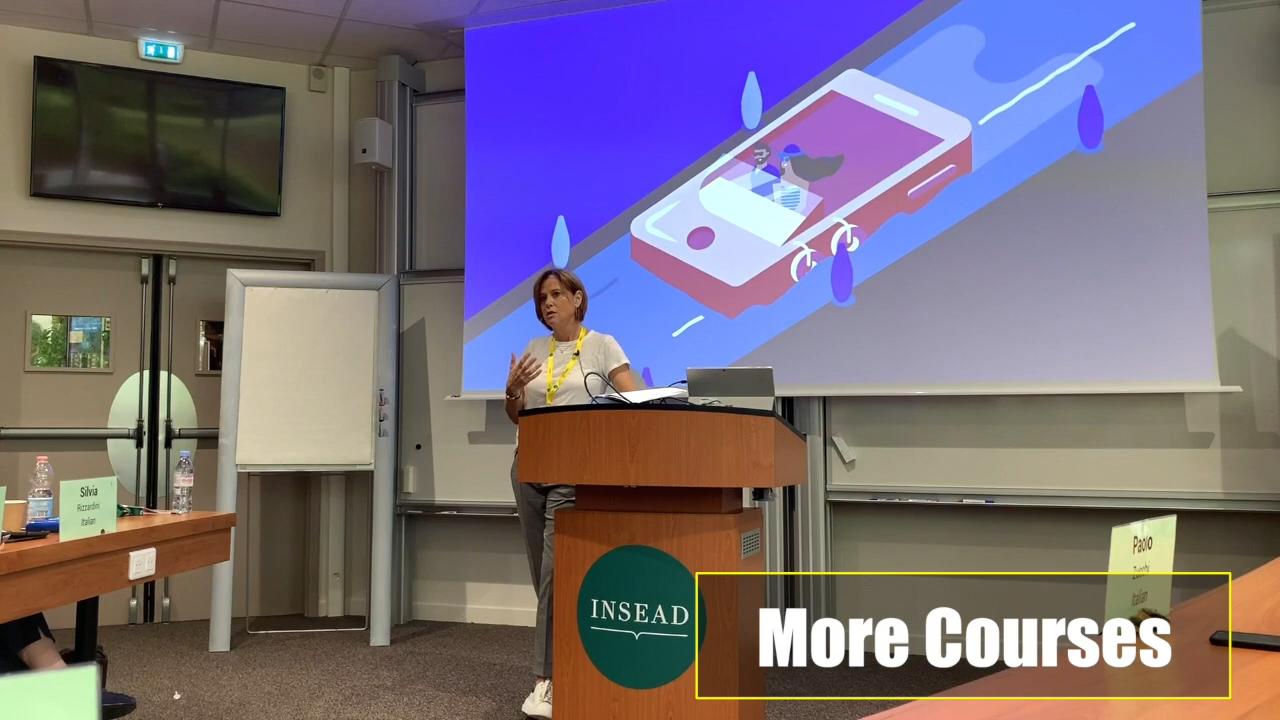 Silvia
Rizzardini
Italian
INSEAD
Paolo
Italian
More Courses